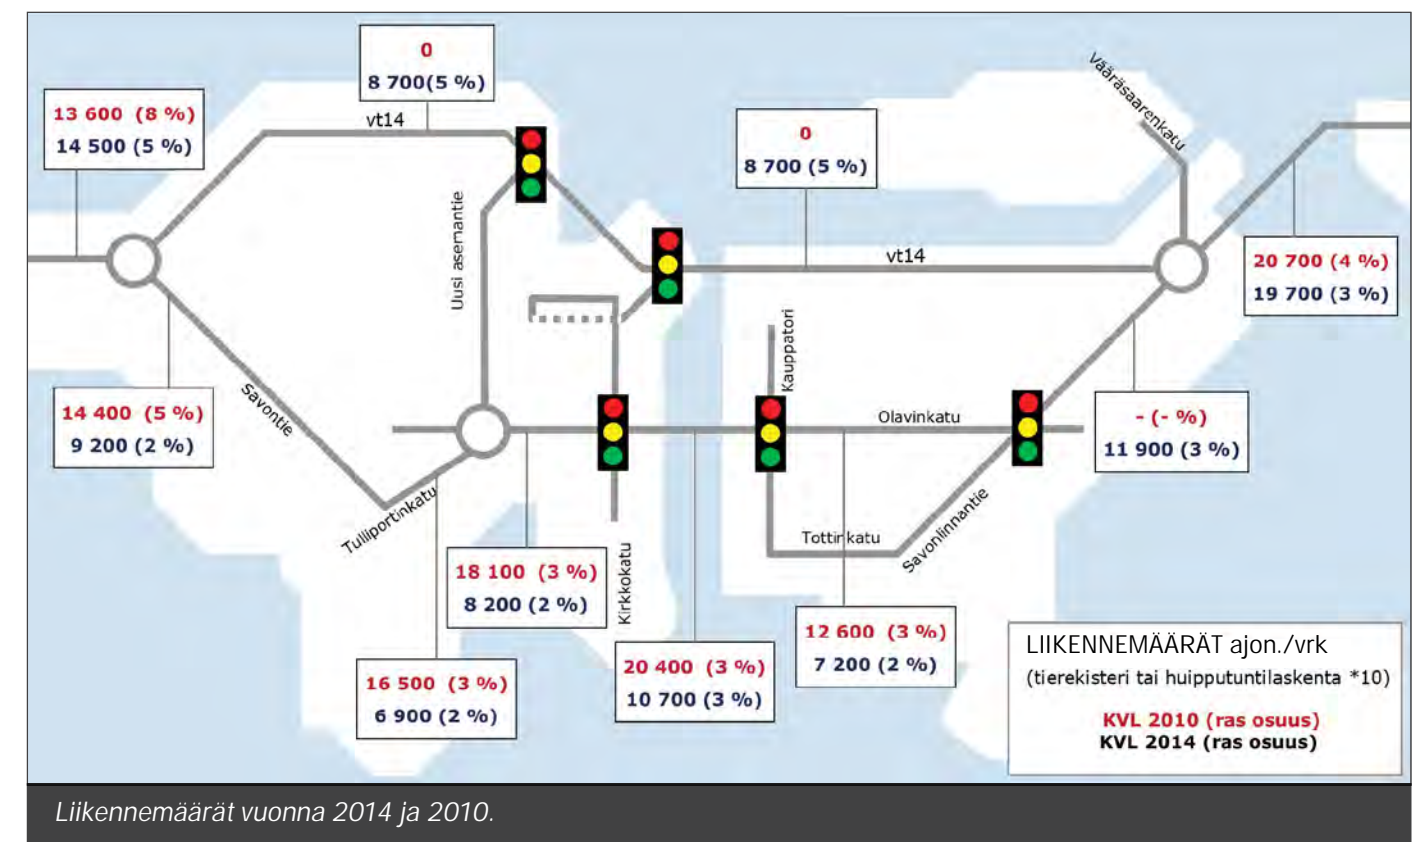 0
8 700(5 %)
13 600 (8 %)
14 500 (5 %)
vt14
Vääräsaarenkatu
0
8 700 (5 %)
Uusi asemantie
vt14
20 700 (4 %)
19 700 (3 %)
Kauppatori
14 400 (5 %)
9 200 (2 %)
Savontie
Olavinkatu
- (- %)
11 900 (3 %)
Tulliportinkatu
Tottinkatu
Savonlinnantie
18 100 (3 %)
8 200 (2 %)
Kirkkokatu
12 600 (3 %)
7 200 (2 %)
16 500 (3 %)
6 900 (2 %)
20 400 (3 %)
10 700 (3 %)
LIIKENNEMÄÄRÄT ajon./vrk
(tierekisteri tai huipputuntilaskenta *10)
KVL 2010 (ras osuus)
KVL 2014 (ras osuus)
Liikennemäärät vuonna 2014 ja 2010.